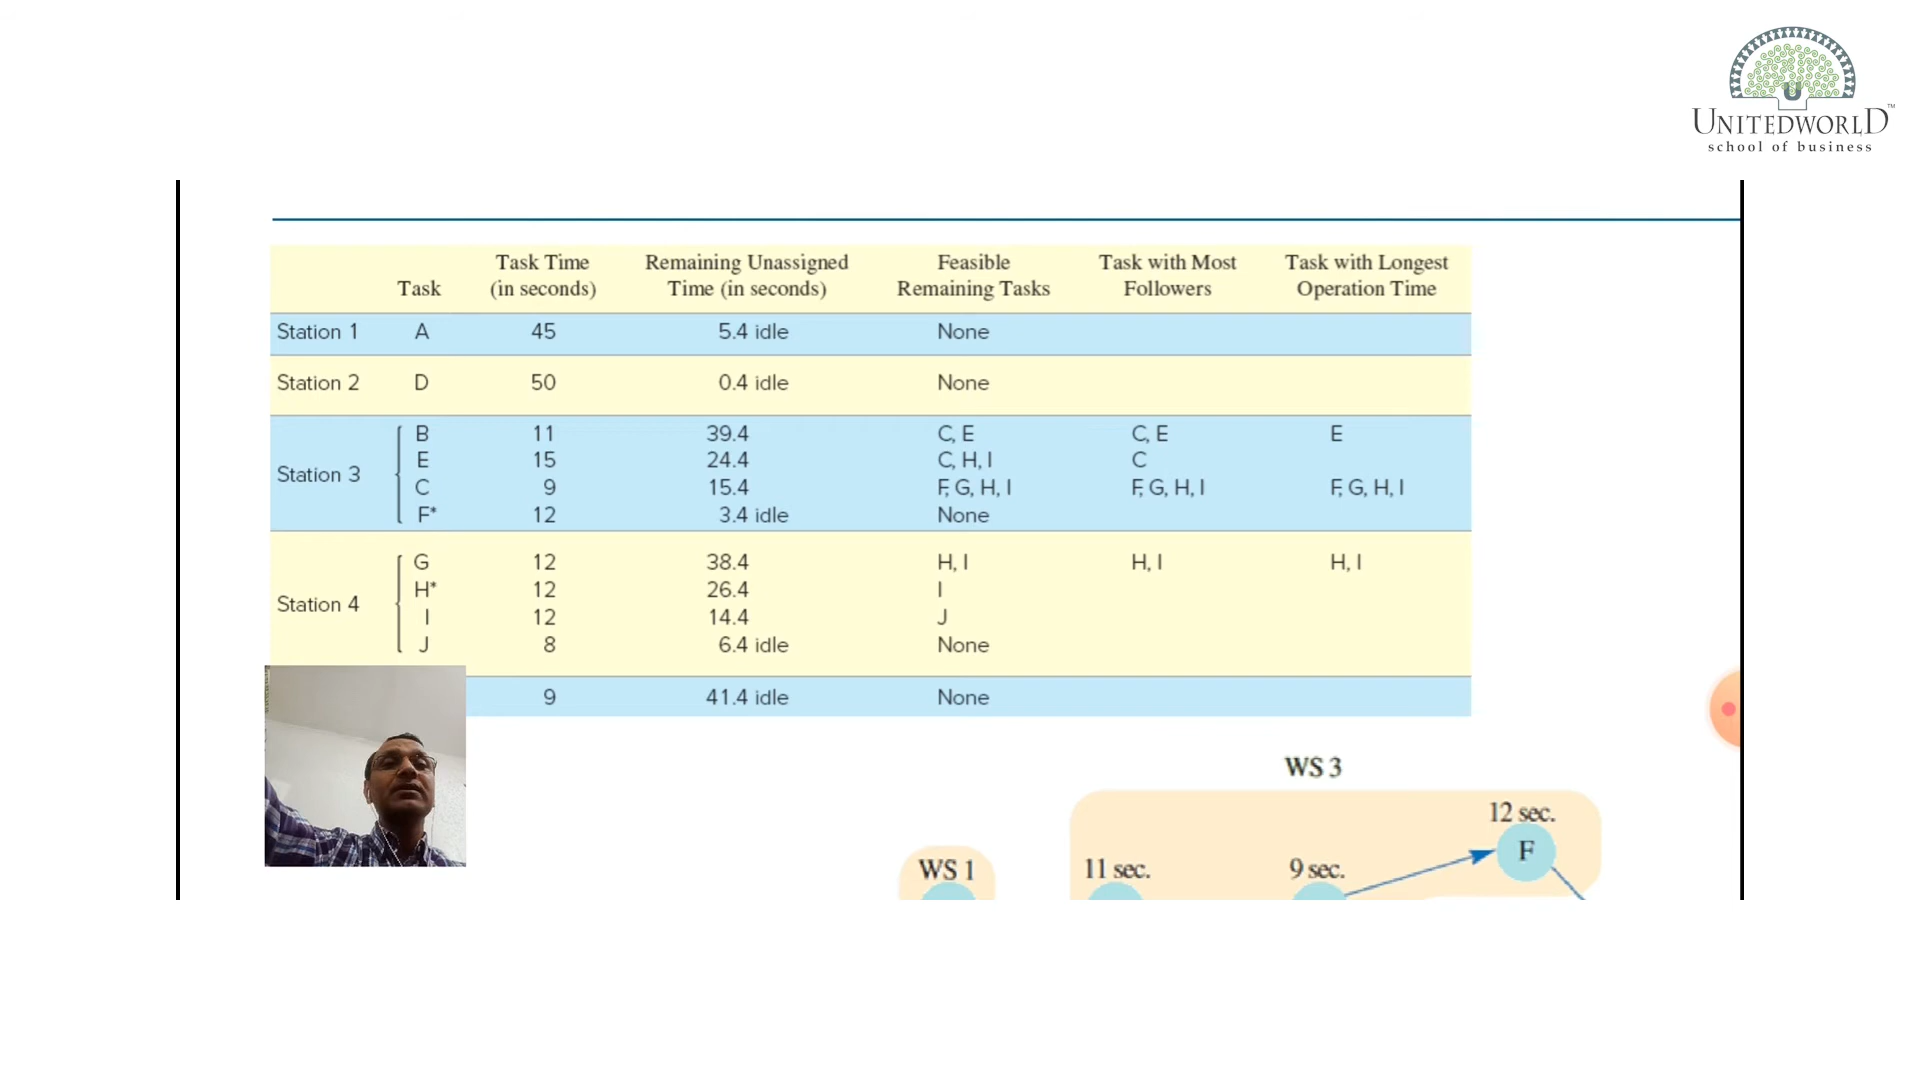 UNITEDWORLD™
school of business
Task Time Remaining Unassigned Feasible Task with Most Task with Longest
Task (in seconds) Time (in seconds) Remaining Tasks Followers Operation Time
Station 1 A 45 5.4 idle None
Station 2 D 50 0.4 idle None
B 11 39.4 C, E C, E E
E 15 24.4 C, H, I C
Station 3
C 9 15.4 F, G, H, I F, G, H, I F, G, H, I
F* 12 3.4 idle None
G 12 38.4 H, I H, I H, I
H* 12 26.4 I
Station 4
I 12 14.4 J
J 8 6.4 idle None
9 41.4 idle None
WS 3
12 sec.
F
WS 1 11 sec. 9 sec.